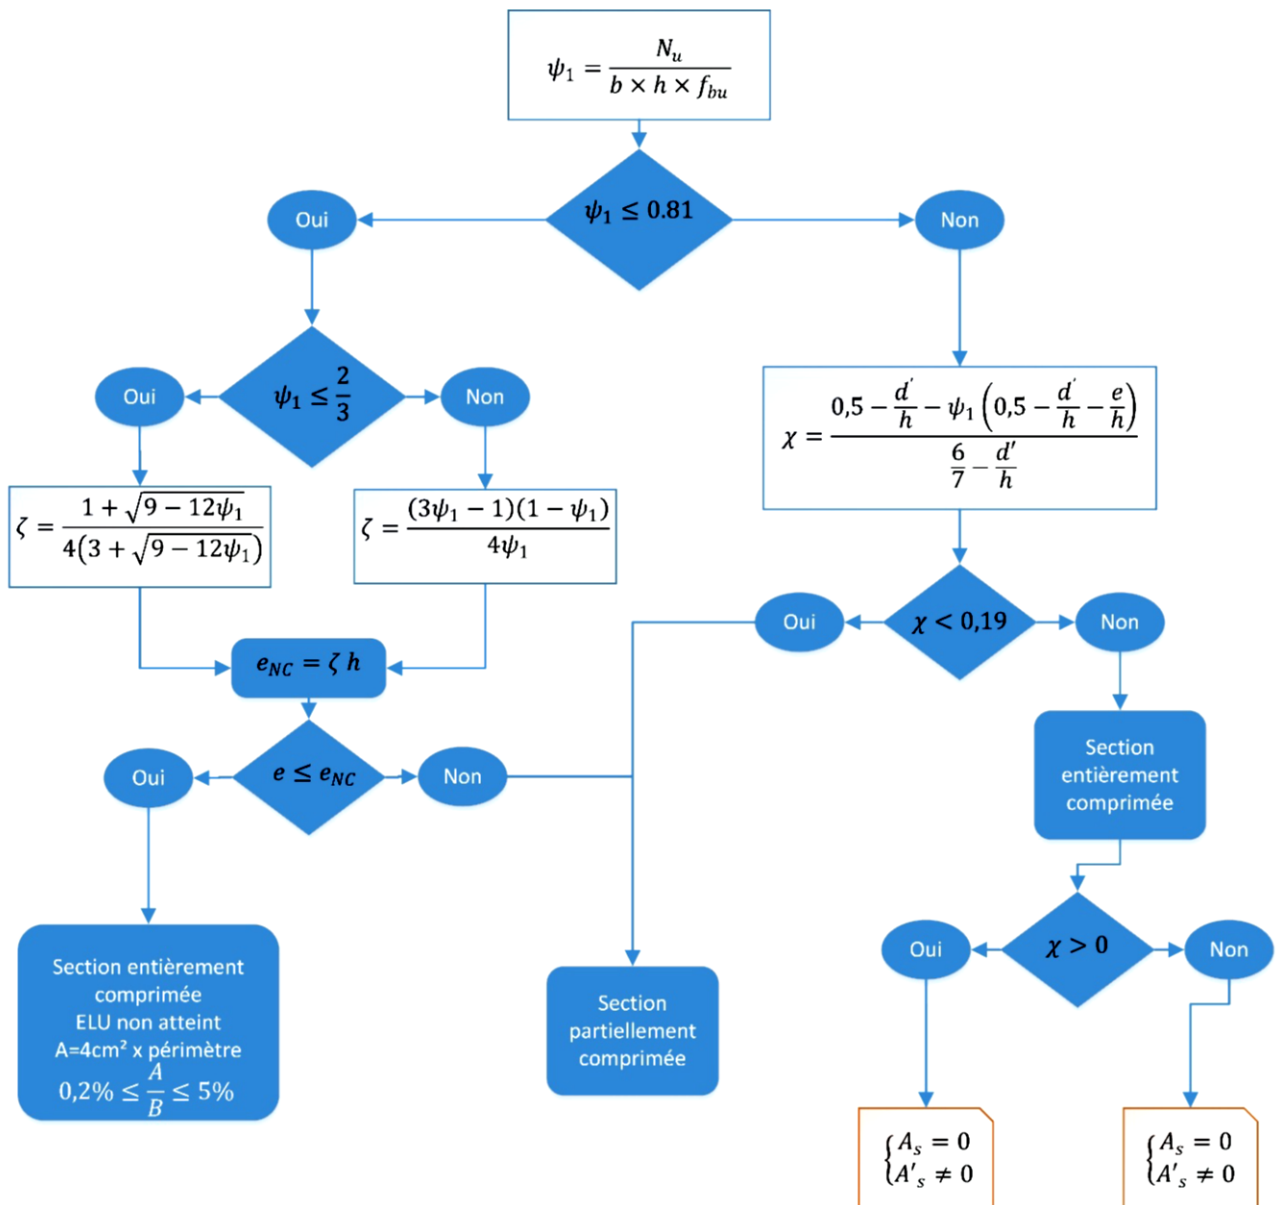 ψ₁ = N_u / (b × h × f_bu)
ψ₁ ≤ 0.81
Oui
Non
ψ₁ ≤ 2/3
Oui
Non
ζ = (1 + √(9 − 12ψ₁)) / (4(3 + √(9 − 12ψ₁)))
ζ = ((3ψ₁ − 1)(1 − ψ₁)) / (4ψ₁)
e_NC = ζ h
e ≤ e_NC
Oui
Non
Section entièrement
comprimée
ELU non atteint
A=4cm² x périmètre
0,2% ≤ A/B ≤ 5%
Section
partiellement
comprimée
χ = (0,5 − d'/h − ψ₁ (0,5 − d'/h − e/h)) / (6/7 − d'/h)
χ < 0,19
Oui
Non
Section
entièrement
comprimée
χ > 0
Oui
Non
{A_s = 0
A'_s ≠ 0
{A_s = 0
A'_s ≠ 0